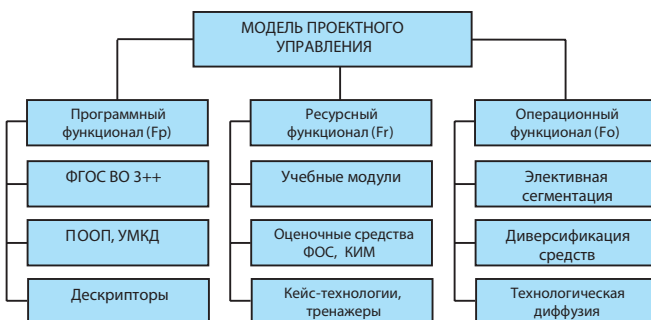 МОДЕЛЬ ПРОЕКТНОГО
УПРАВЛЕНИЯ
Программный
функционал (Fp)
Ресурсный
функционал (Fr)
Операционный
функционал (Fo)
ФГОС ВО 3++
Учебные модули
Элективная
сегментация
ПООП, УМКД
Оценочные средства
ФОС, КИМ
Диверсификация
средств
Дескрипторы
Кейс-технологии,
тренажеры
Технологическая
диффузия